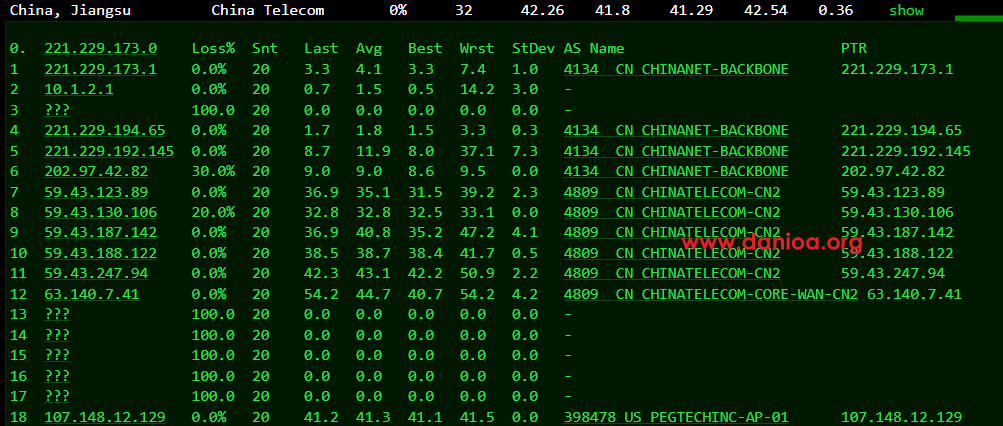 China, Jiangsu China Telecom 0% 32 42.26 41.8 41.29 42.54 0.36 show
0. 221.229.173.0 Loss% Snt Last Avg Best Wrst StDev AS Name PTR
1 221.229.173.1 0.0% 20 3.3 4.1 3.3 7.4 1.0 4134 CN CHINANET-BACKBONE 221.229.173.1
2 10.1.2.1 0.0% 20 0.7 1.5 0.5 14.2 3.0 -
3 ??? 100.0 20 0.0 0.0 0.0 0.0 0.0 -
4 221.229.194.65 0.0% 20 1.7 1.8 1.5 3.3 0.3 4134 CN CHINANET-BACKBONE 221.229.194.65
5 221.229.192.145 0.0% 20 8.7 11.9 8.0 37.1 7.3 4134 CN CHINANET-BACKBONE 221.229.192.145
6 202.97.42.82 30.0% 20 9.0 9.0 8.6 9.5 0.0 4134 CN CHINANET-BACKBONE 202.97.42.82
7 59.43.123.89 0.0% 20 36.9 35.1 31.5 39.2 2.3 4809 CN CHINATELECOM-CN2 59.43.123.89
8 59.43.130.106 20.0% 20 32.8 32.8 32.5 33.1 0.0 4809 CN CHINATELECOM-CN2 59.43.130.106
9 59.43.187.142 0.0% 20 36.9 40.8 35.2 47.2 4.1 4809 CN CHINATELECOM-CN2 59.43.187.142
www.danioa.org
10 59.43.188.122 0.0% 20 38.5 38.7 38.4 41.7 0.5 4809 CN CHINATELECOM-CN2 59.43.188.122
11 59.43.247.94 0.0% 20 42.3 43.1 42.2 50.9 2.2 4809 CN CHINATELECOM-CN2 59.43.247.94
12 63.140.7.41 0.0% 20 54.2 44.7 40.7 54.2 4.2 4809 CN CHINATELECOM-CORE-WAN-CN2 63.140.7.41
13 ??? 100.0 20 0.0 0.0 0.0 0.0 0.0 -
14 ??? 100.0 20 0.0 0.0 0.0 0.0 0.0 -
15 ??? 100.0 20 0.0 0.0 0.0 0.0 0.0 -
16 ??? 100.0 20 0.0 0.0 0.0 0.0 0.0 -
17 ??? 100.0 20 0.0 0.0 0.0 0.0 0.0 -
18 107.148.12.129 0.0% 20 41.2 41.3 41.1 41.5 0.0 398478 US PEGTECHINC-AP-01 107.148.12.129